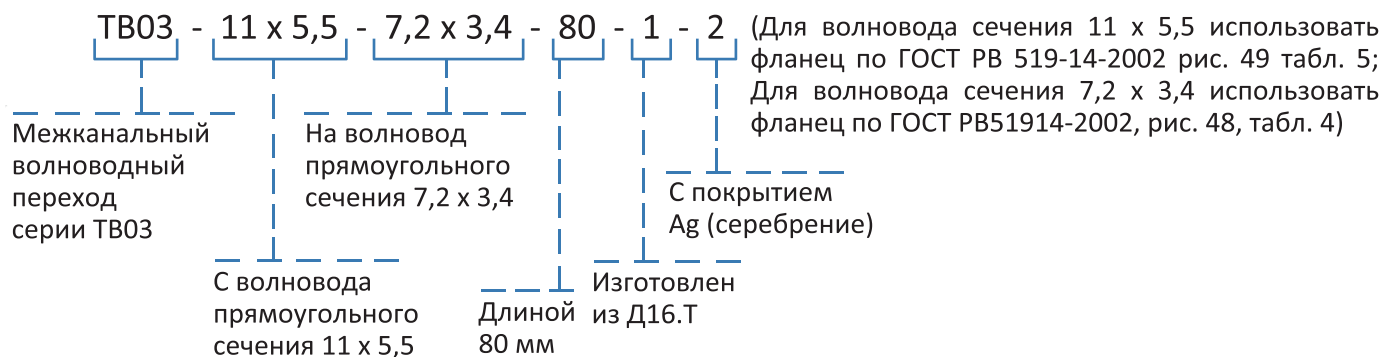 ТВ03 - 11 x 5,5 - 7,2 x 3,4 - 80 - 1 - 2
(Для волновода сечения 11 x 5,5 использовать
фланец по ГОСТ РВ 519-14-2002 рис. 49 табл. 5;
Для волновода сечения 7,2 x 3,4 использовать
фланец по ГОСТ РВ51914-2002, рис. 48, табл. 4)
Межканальный
волноводный
переход
серии ТВ03
На волновод
прямоугольного
сечения 7,2 x 3,4
С покрытием
Ag (серебрение)
С волновода
прямоугольного
сечения 11 x 5,5
Длиной
80 мм
Изготовлен
из Д16.Т